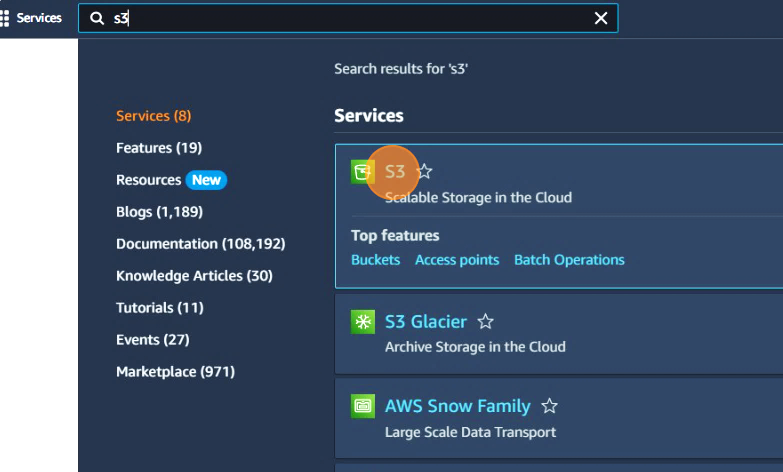 Services
s3
Search results for 's3'
Services (8)
Features (19)
Resources New
Blogs (1,189)
Documentation (108,192)
Knowledge Articles (30)
Tutorials (11)
Events (27)
Marketplace (971)
Services
S3
Scalable Storage in the Cloud
Top features
Buckets Access points Batch Operations
S3 Glacier
Archive Storage in the Cloud
AWS Snow Family
Large Scale Data Transport